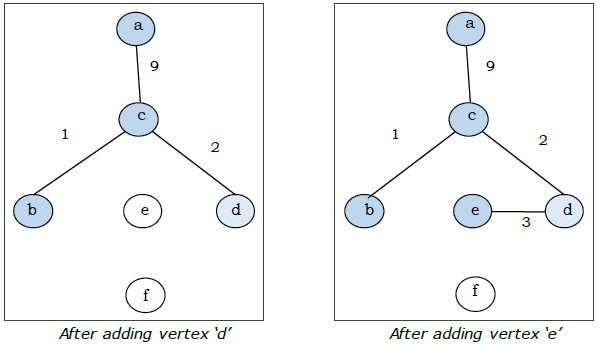 a
9
c
1
2
b
e
d
f
After adding vertex ‘d’
a
9
c
1
2
b
e
3
d
f
After adding vertex ‘e’